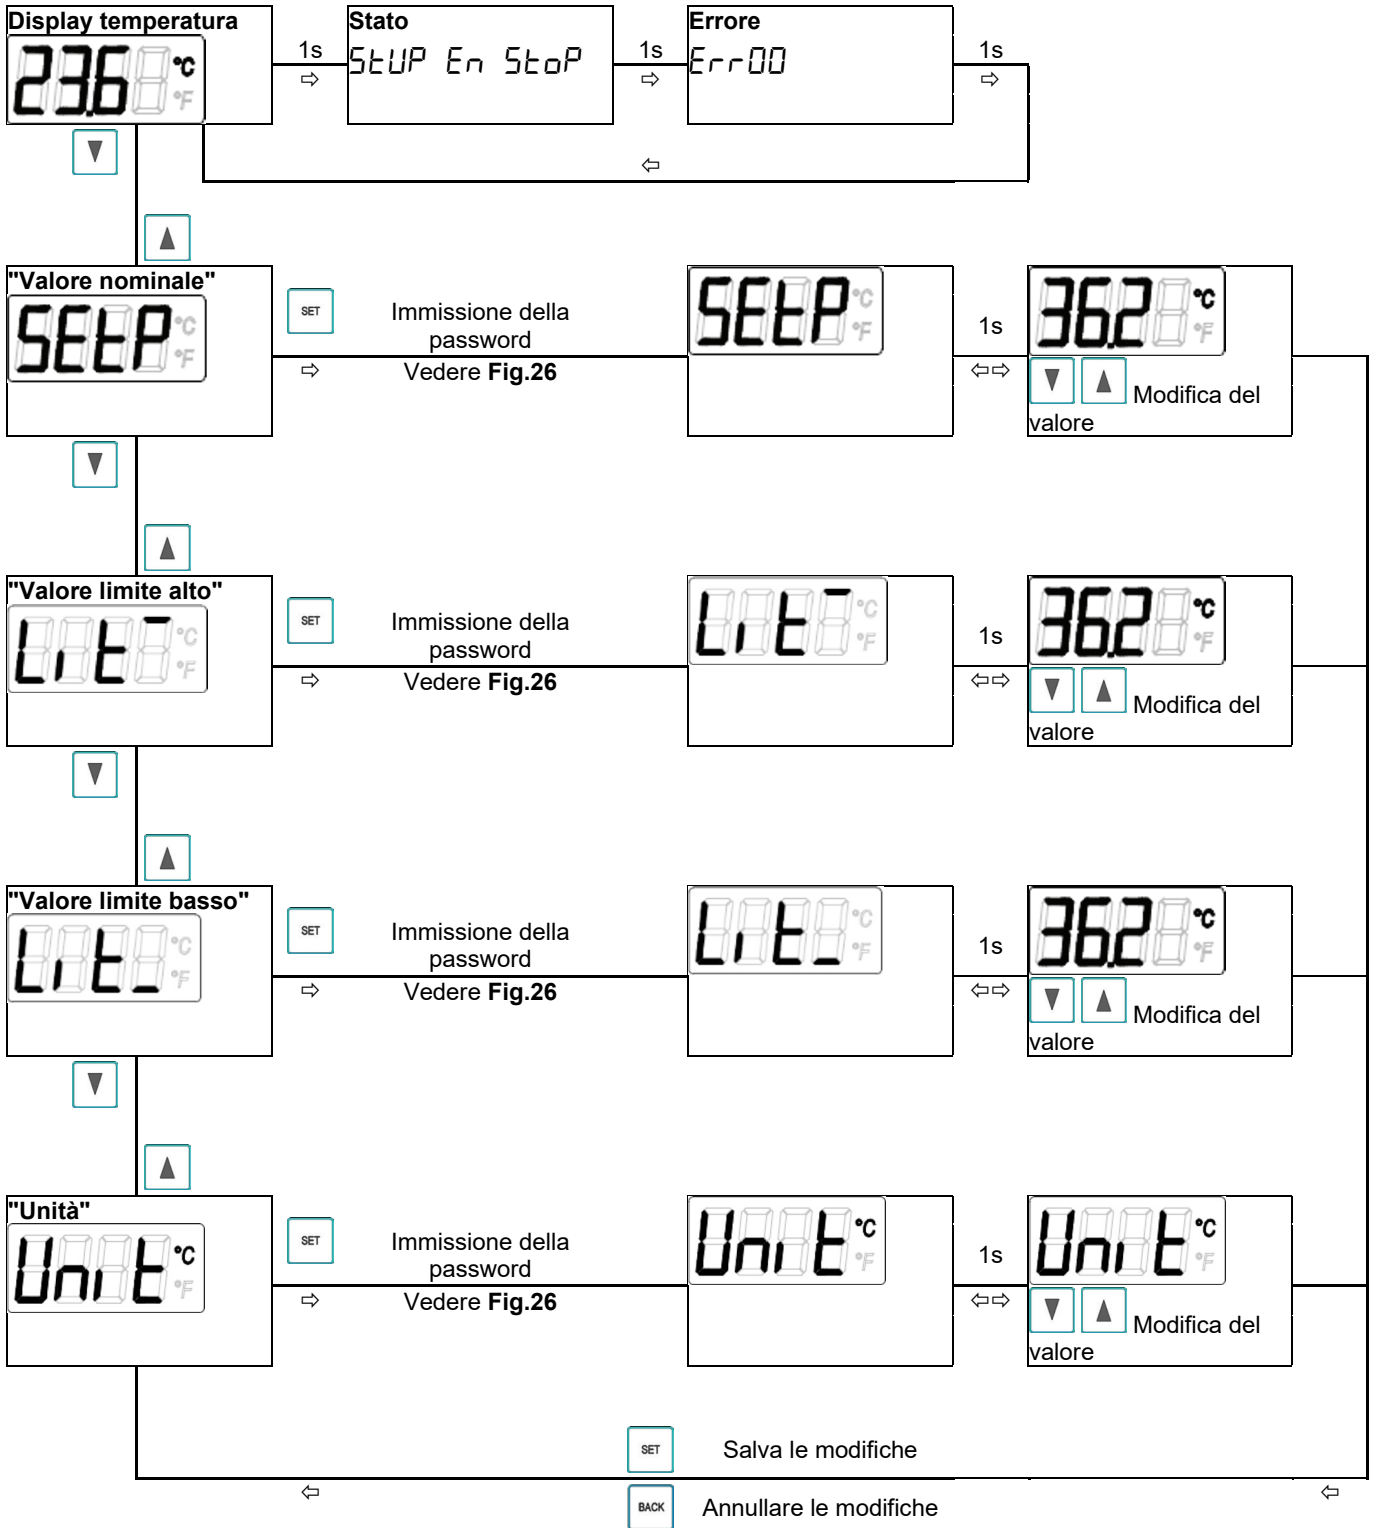 Display temperatura
23.6 °C
°F
1s
Stato
StUP En StoP
1s
Errore
Err00
1s
"Valore nominale"
SEtP °C
°F
SET
Immissione della
password
Vedere Fig.26
SEtP °C
°F
1s
36.2 °C
°F
Modifica del
valore
"Valore limite alto"
Lit¯ °C
°F
SET
Immissione della
password
Vedere Fig.26
Lit¯ °C
°F
1s
36.2 °C
°F
Modifica del
valore
"Valore limite basso"
Lit_ °C
°F
SET
Immissione della
password
Vedere Fig.26
Lit_ °C
°F
1s
36.2 °C
°F
Modifica del
valore
"Unità"
Unit °C
°F
SET
Immissione della
password
Vedere Fig.26
Unit °C
°F
1s
Unit °C
°F
Modifica del
valore
SET
Salva le modifiche
BACK
Annullare le modifiche